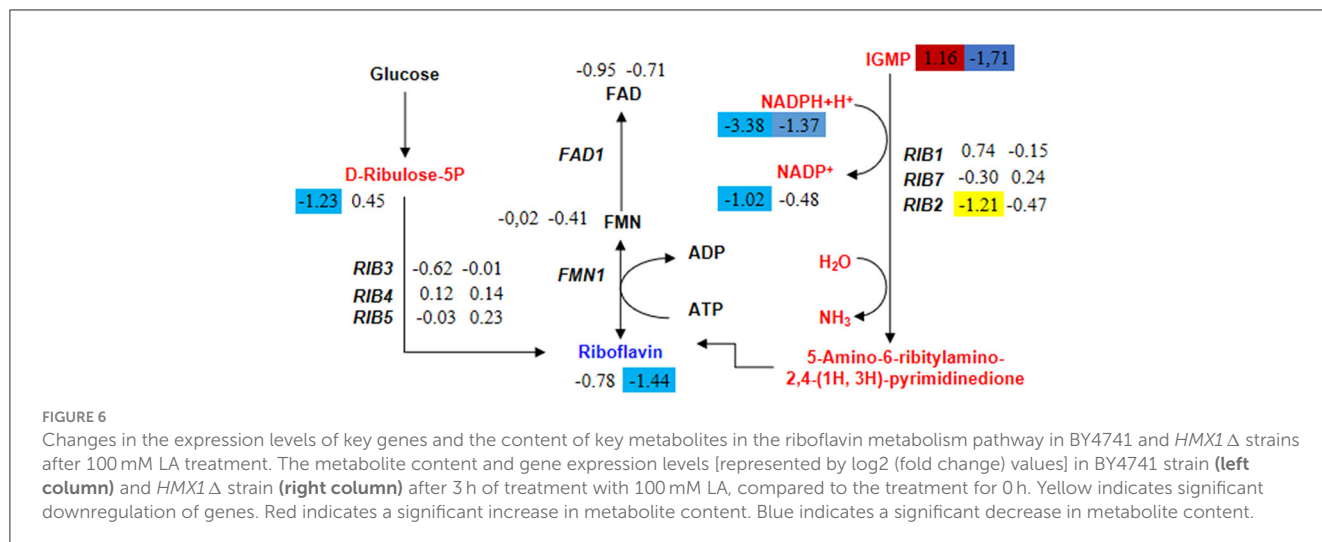 -0.95 -0.71
FAD
Glucose
IGMP 1.16 -1,71
NADPH+H⁺
-3.38 -1.37
FAD1
D-Ribulose-5P
-1.23 0.45
NADP⁺
-1.02 -0.48
RIB1 0.74 -0.15
RIB7 -0.30 0.24
RIB2 -1.21 -0.47
-0,02 -0.41 FMN
ADP
RIB3 -0.62 -0.01
RIB4 0.12 0.14
RIB5 -0.03 0.23
FMN1
ATP
H₂O
NH₃
Riboflavin
-0.78 -1.44
5-Amino-6-ribitylamino-
2,4-(1H, 3H)-pyrimidinedione
FIGURE 6
Changes in the expression levels of key genes and the content of key metabolites in the riboflavin metabolism pathway in BY4741 and HMX1Δ strains
after 100 mM LA treatment. The metabolite content and gene expression levels [represented by log2 (fold change) values] in BY4741 strain (left
column) and HMX1Δ strain (right column) after 3 h of treatment with 100 mM LA, compared to the treatment for 0 h. Yellow indicates significant
downregulation of genes. Red indicates a significant increase in metabolite content. Blue indicates a significant decrease in metabolite content.